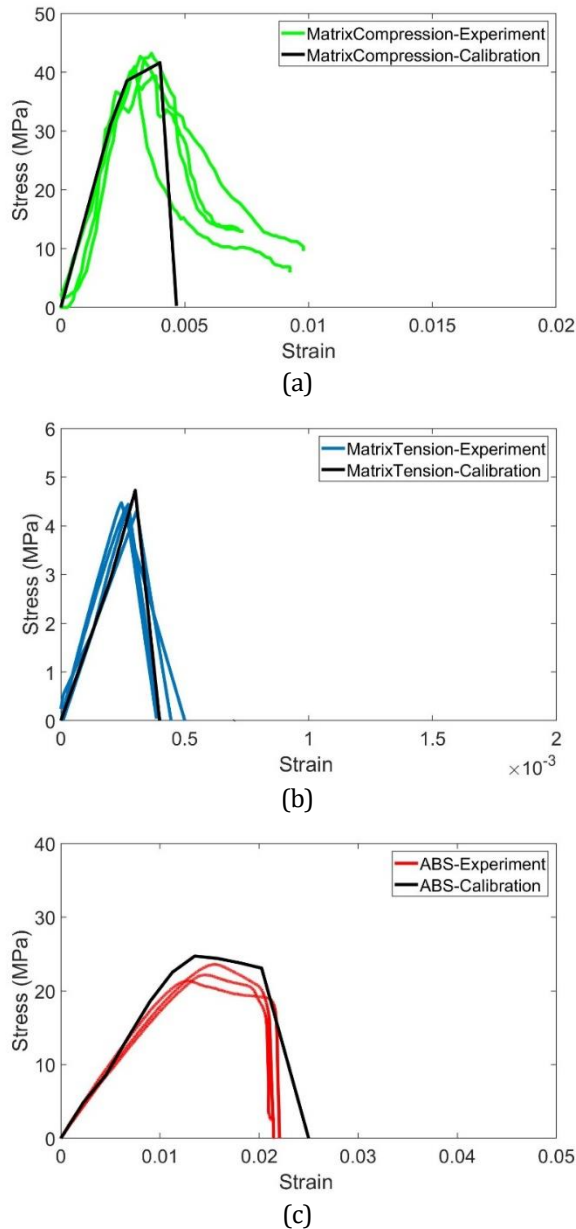 50
MatrixCompression-Experiment
MatrixCompression-Calibration
40
30
Stress (MPa)
20
10
0
0 0.005 0.01 0.015 0.02
Strain
(a)
6
MatrixTension-Experiment
MatrixTension-Calibration
5
4
Stress (MPa)
3
2
1
0
0 0.5 1 1.5 2
Strain
×10⁻³
(b)
40
ABS-Experiment
ABS-Calibration
30
Stress (MPa)
20
10
0
0 0.01 0.02 0.03 0.04 0.05
Strain
(c)